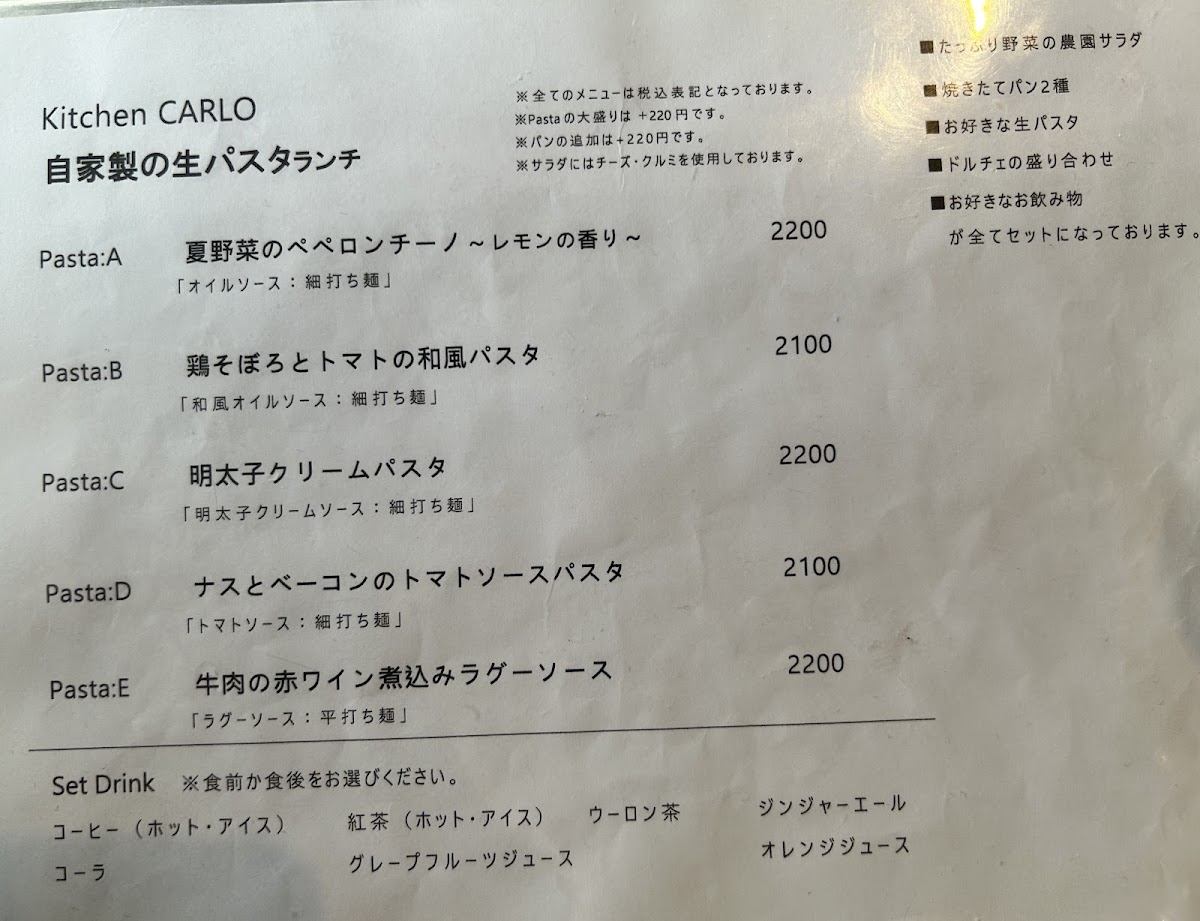 Kitchen CARLO
自家製の生パスタランチ
※全てのメニューは税込表記となっております。
※Pastaの大盛りは +220円です。
※パンの追加は+220円です。
※サラダにはチーズ・クルミを使用しております。
■たっぷり野菜の農園サラダ
■焼きたてパン2種
■お好きな生パスタ
■ドルチェの盛り合わせ
■お好きなお飲み物
が全てセットになっております。
Pasta:A 夏野菜のペペロンチーノ～レモンの香り～ 2200
「オイルソース：細打ち麺」
Pasta:B 鶏そぼろとトマトの和風パスタ 2100
「和風オイルソース：細打ち麺」
Pasta:C 明太子クリームパスタ 2200
「明太子クリームソース：細打ち麺」
Pasta:D ナスとベーコンのトマトソースパスタ 2100
「トマトソース：細打ち麺」
Pasta:E 牛肉の赤ワイン煮込みラグーソース 2200
「ラグーソース：平打ち麺」
Set Drink ※食前か食後をお選びください。
コーヒー（ホット・アイス） 紅茶（ホット・アイス） ウーロン茶 ジンジャーエール
コーラ グレープフルーツジュース オレンジジュース